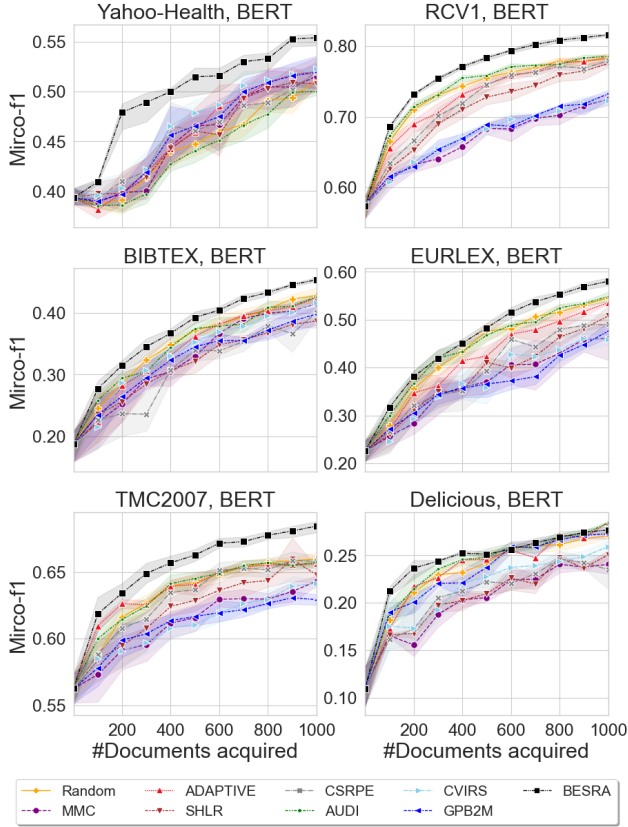 Yahoo-Health, BERT
RCV1, BERT
Mirco-f1
0.55
0.50
0.45
0.40
0.80
0.70
0.60
BIBTEX, BERT
EURLEX, BERT
Mirco-f1
0.40
0.30
0.20
0.60
0.50
0.40
0.30
0.20
TMC2007, BERT
Delicious, BERT
Mirco-f1
0.65
0.60
0.55
0.25
0.20
0.15
0.10
200 400 600 800 1000
200 400 600 800 1000
#Documents acquired
#Documents acquired
Random ADAPTIVE CSRPE CVIRS BESRA
MMC SHLR AUDI GPB2M